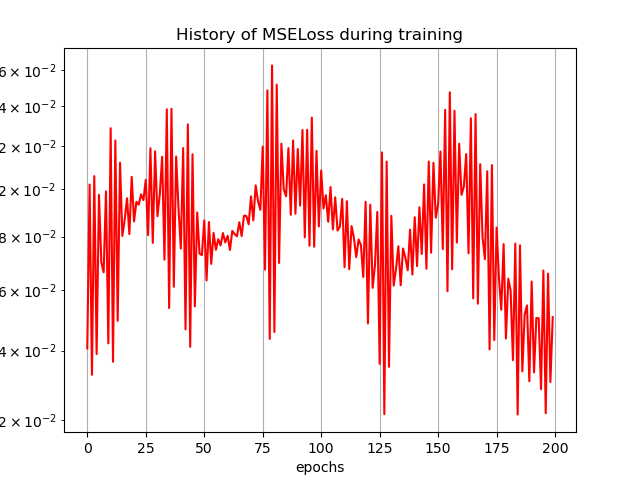 History of MSELoss during training
6 × 10⁻²
4 × 10⁻²
2 × 10⁻²
2 × 10⁻²
8 × 10⁻²
6 × 10⁻²
4 × 10⁻²
2 × 10⁻²
0 25 50 75 100 125 150 175 200
epochs